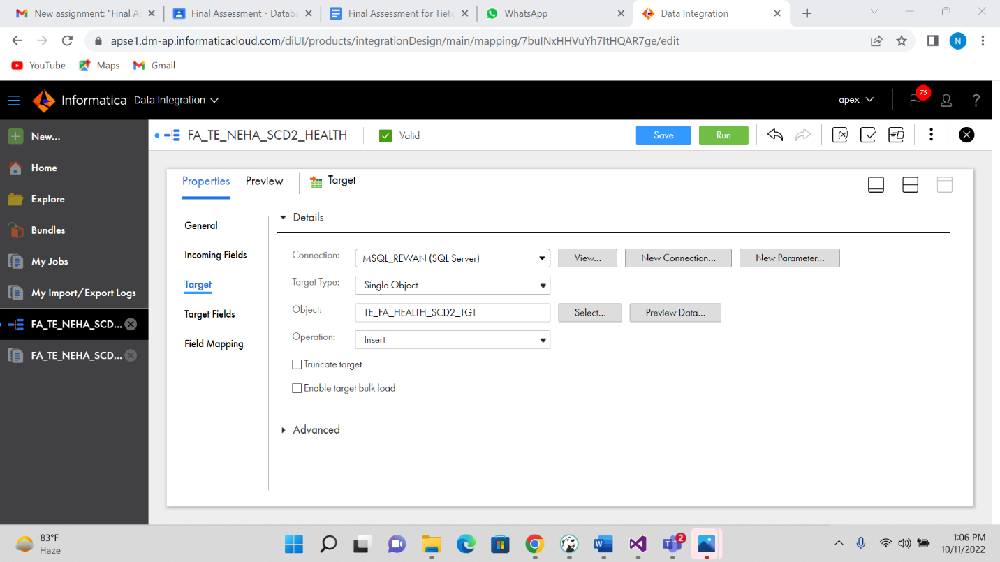 New assignment: "Final As
Final Assessment - Databa
Final Assessment for Tieto
WhatsApp
Data Integration
apse1.dm-ap.informaticacloud.com/diUI/products/integrationDesign/main/mapping/7buINxHHVuYh7ItHQAR7ge/edit
N
YouTube
Maps
Gmail
Informatica Data Integration
apex
75
?
New...
Home
Explore
Bundles
My Jobs
My Import/Export Logs
FA_TE_NEHA_SCD...
FA_TE_NEHA_SCD...
FA_TE_NEHA_SCD2_HEALTH
Valid
Save
Run
(x)
Properties
Preview
Target
General
Incoming Fields
Target
Target Fields
Field Mapping
Details
Connection:
MSQL_REWAN (SQL Server)
View...
New Connection...
New Parameter...
Target Type:
Single Object
Object:
TE_FA_HEALTH_SCD2_TGT
Select...
Preview Data...
Operation:
Insert
Truncate target
Enable target bulk load
Advanced
83°F
Haze
2
1:06 PM
10/11/2022